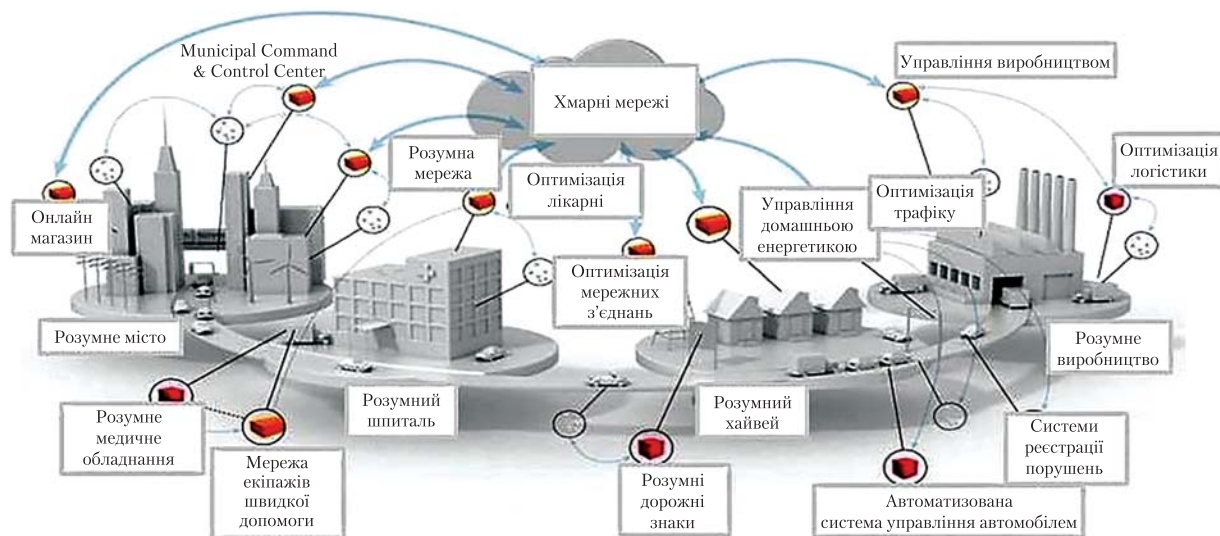 Municipal Command
& Control Center
Хмарні мережі
Управління виробництвом
Розумна
мережа
Оптимізація
лікарні
Оптимізація
логістики
Онлайн
магазин
Управління
домашньою
енергетикою
Оптимізація
трафіку
Оптимізація
мережних
з’єднань
Розумне місто
Розумне
виробництво
Розумний
шпиталь
Розумний
хайвей
Розумне
медичне
обладнання
Мережа
екіпажів
швидкої
допомоги
Розумні
дорожні
знаки
Системи
реєстрації
порушень
Автоматизована
система управління автомобілем